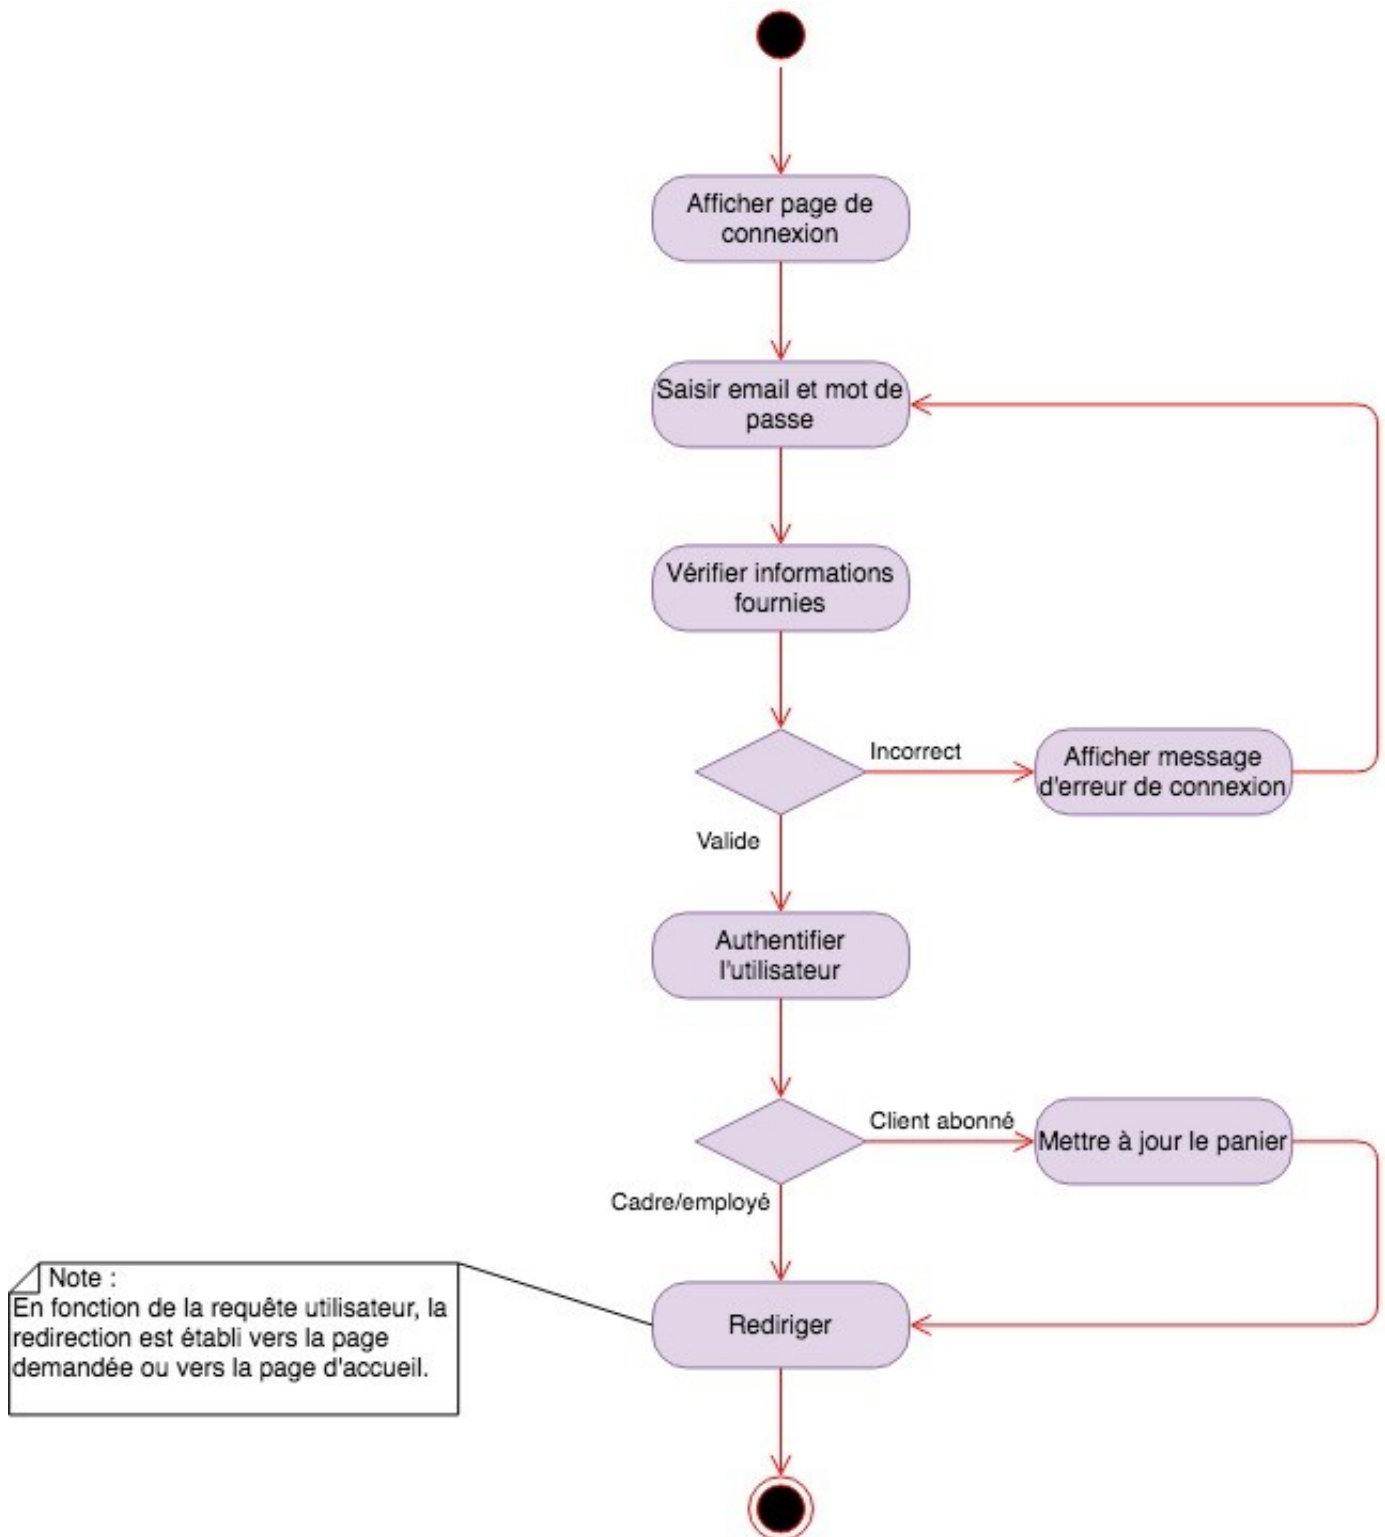 Afficher page de
connexion
Saisir email et mot de
passe
Vérifier informations
fournies
Incorrect
Afficher message
d'erreur de connexion
Valide
Authentifier
l'utilisateur
Client abonné
Mettre à jour le panier
Cadre/employé
Note :
En fonction de la requête utilisateur, la
redirection est établi vers la page
demandée ou vers la page d'accueil.
Rediriger